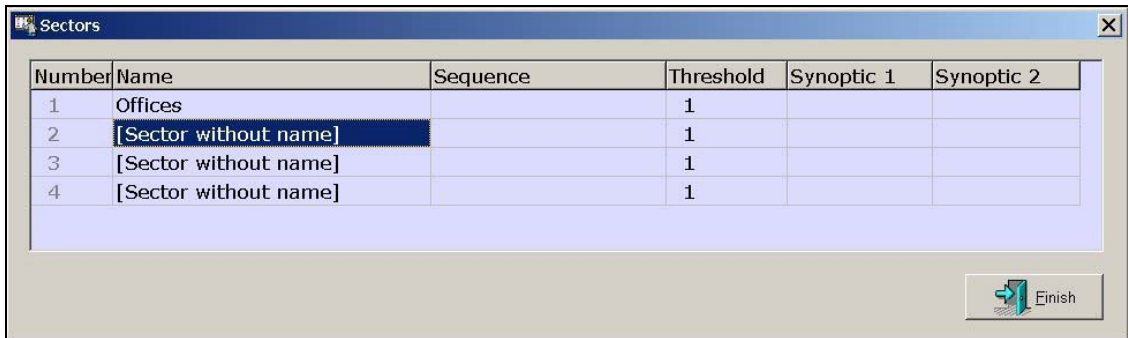 Sectors
Number Name Sequence Threshold Synoptic 1 Synoptic 2
1 Offices 1
2 [Sector without name] 1
3 [Sector without name] 1
4 [Sector without name] 1
Finish